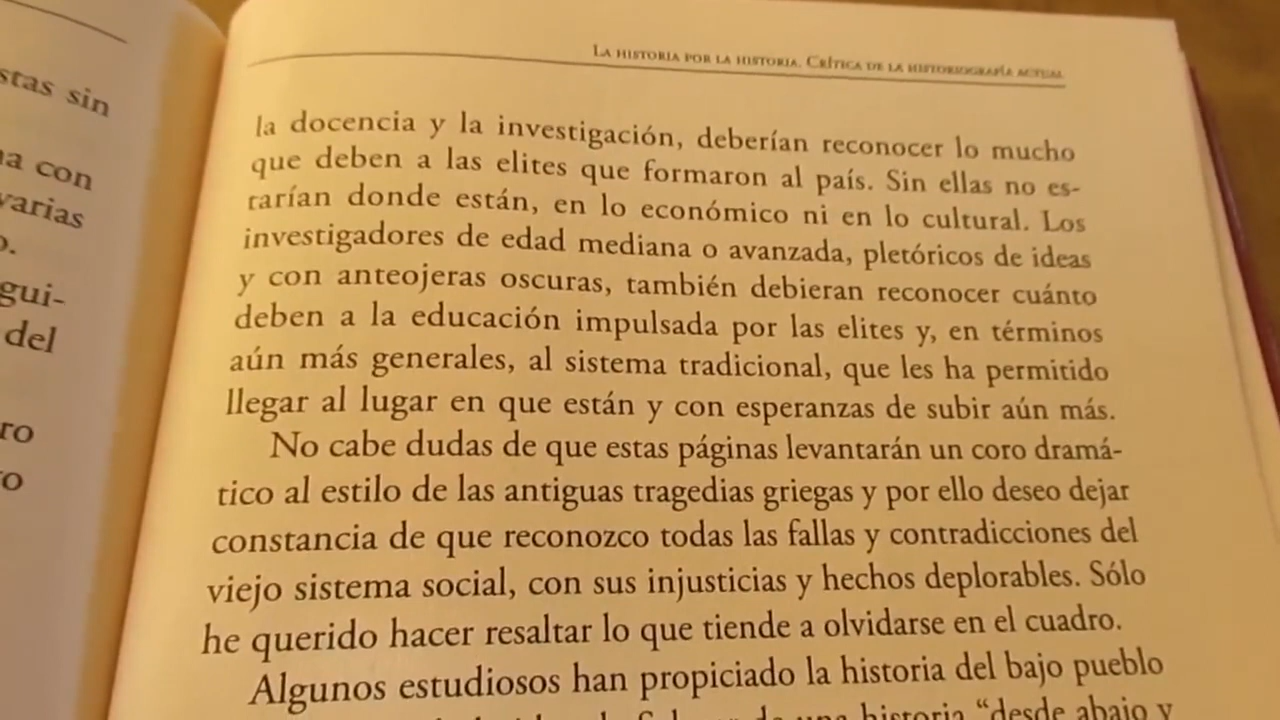 stas sin
a con
varias
o.
gui-
del
ro
o
La historia por la historia. Crítica de la historiografía actual
la docencia y la investigación, deberían reconocer lo mucho
que deben a las elites que formaron al país. Sin ellas no es-
tarían donde están, en lo económico ni en lo cultural. Los
investigadores de edad mediana o avanzada, pletóricos de ideas
y con anteojeras oscuras, también debieran reconocer cuánto
deben a la educación impulsada por las elites y, en términos
aún más generales, al sistema tradicional, que les ha permitido
llegar al lugar en que están y con esperanzas de subir aún más.
No cabe dudas de que estas páginas levantarán un coro dramá-
tico al estilo de las antiguas tragedias griegas y por ello deseo dejar
constancia de que reconozco todas las fallas y contradicciones del
viejo sistema social, con sus injusticias y hechos deplorables. Sólo
he querido hacer resaltar lo que tiende a olvidarse en el cuadro.
Algunos estudiosos han propiciado la historia del bajo pueblo
de una historia “desde abajo y